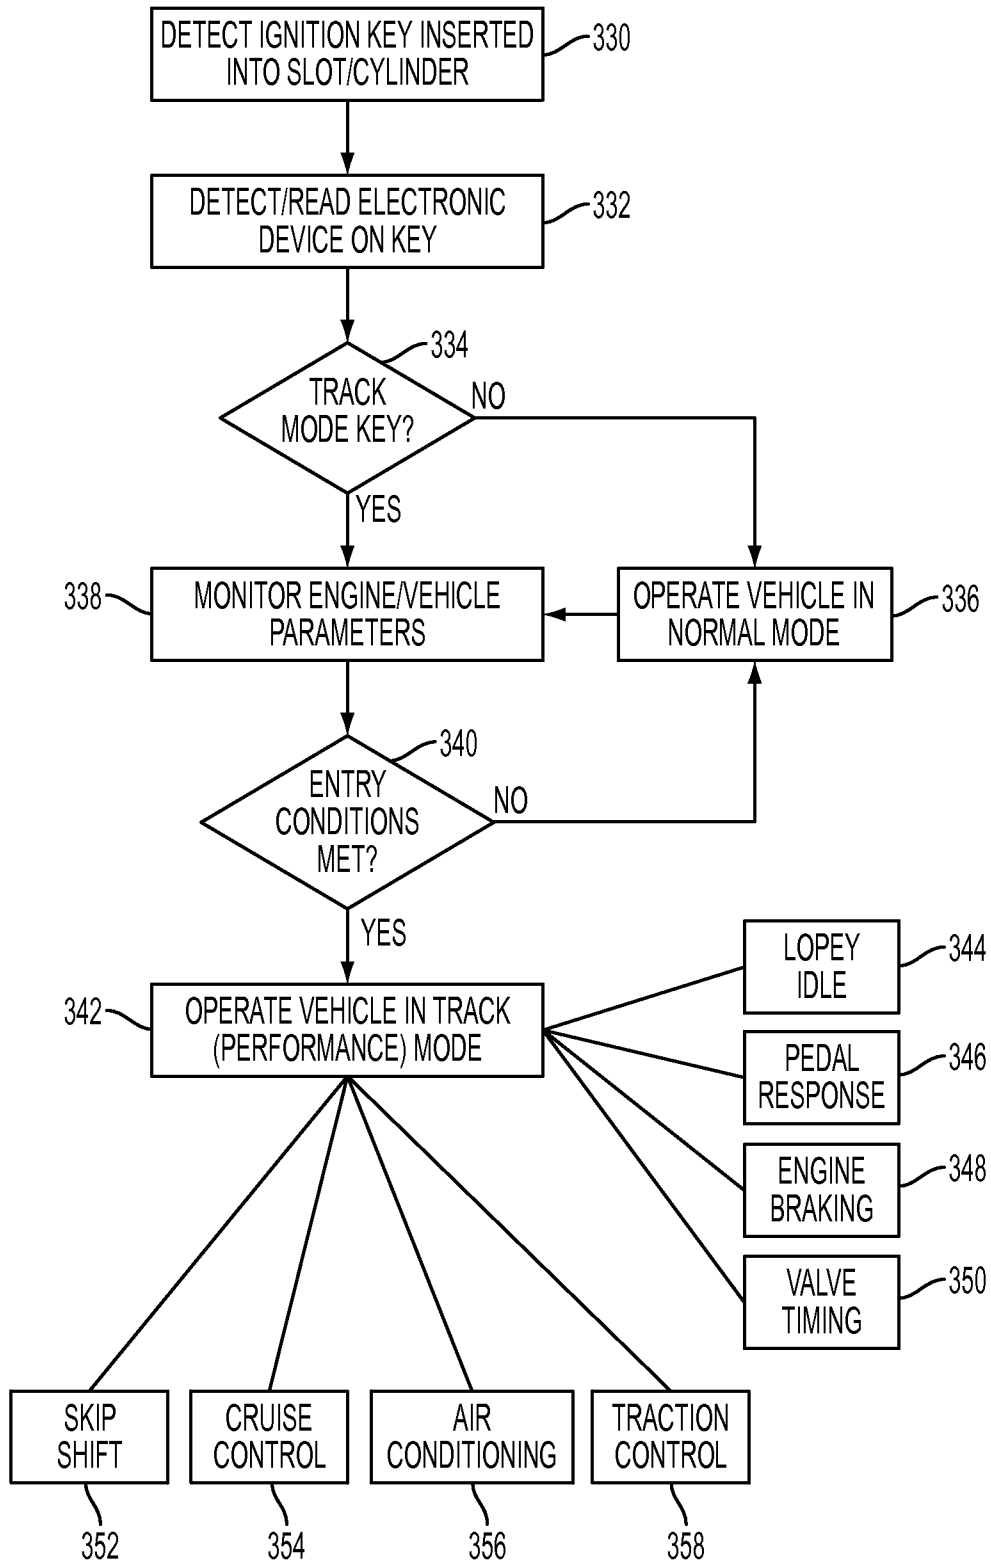 DETECT IGNITION KEY INSERTED
INTO SLOT/CYLINDER
330
DETECT/READ ELECTRONIC
DEVICE ON KEY
332
334
TRACK
MODE KEY?
NO
YES
338
MONITOR ENGINE/VEHICLE
PARAMETERS
OPERATE VEHICLE IN
NORMAL MODE
336
340
ENTRY
CONDITIONS
MET?
NO
YES
342
OPERATE VEHICLE IN TRACK
(PERFORMANCE) MODE
LOPEY
IDLE
344
PEDAL
RESPONSE
346
ENGINE
BRAKING
348
VALVE
TIMING
350
SKIP
SHIFT
352
CRUISE
CONTROL
354
AIR
CONDITIONING
356
TRACTION
CONTROL
358